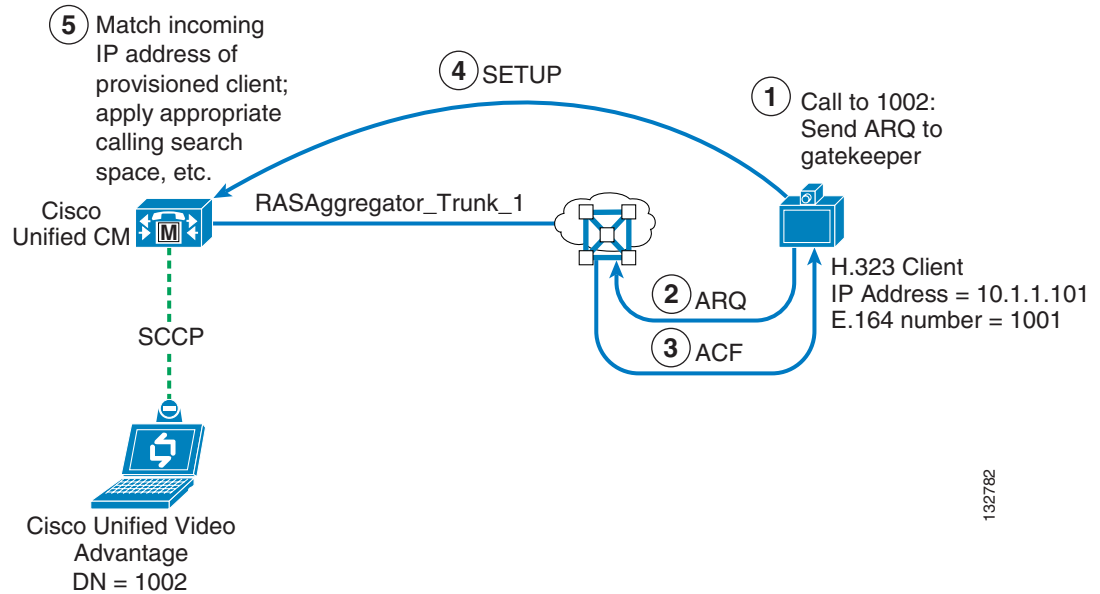 5 Match incoming
IP address of
provisioned client;
apply appropriate
calling search
space, etc.
4 SETUP
1 Call to 1002:
Send ARQ to
gatekeeper
Cisco
Unified CM
M
RASAggregator_Trunk_1
H.323 Client
IP Address = 10.1.1.101
E.164 number = 1001
2 ARQ
3 ACF
SCCP
Cisco Unified Video
Advantage
DN = 1002
132782